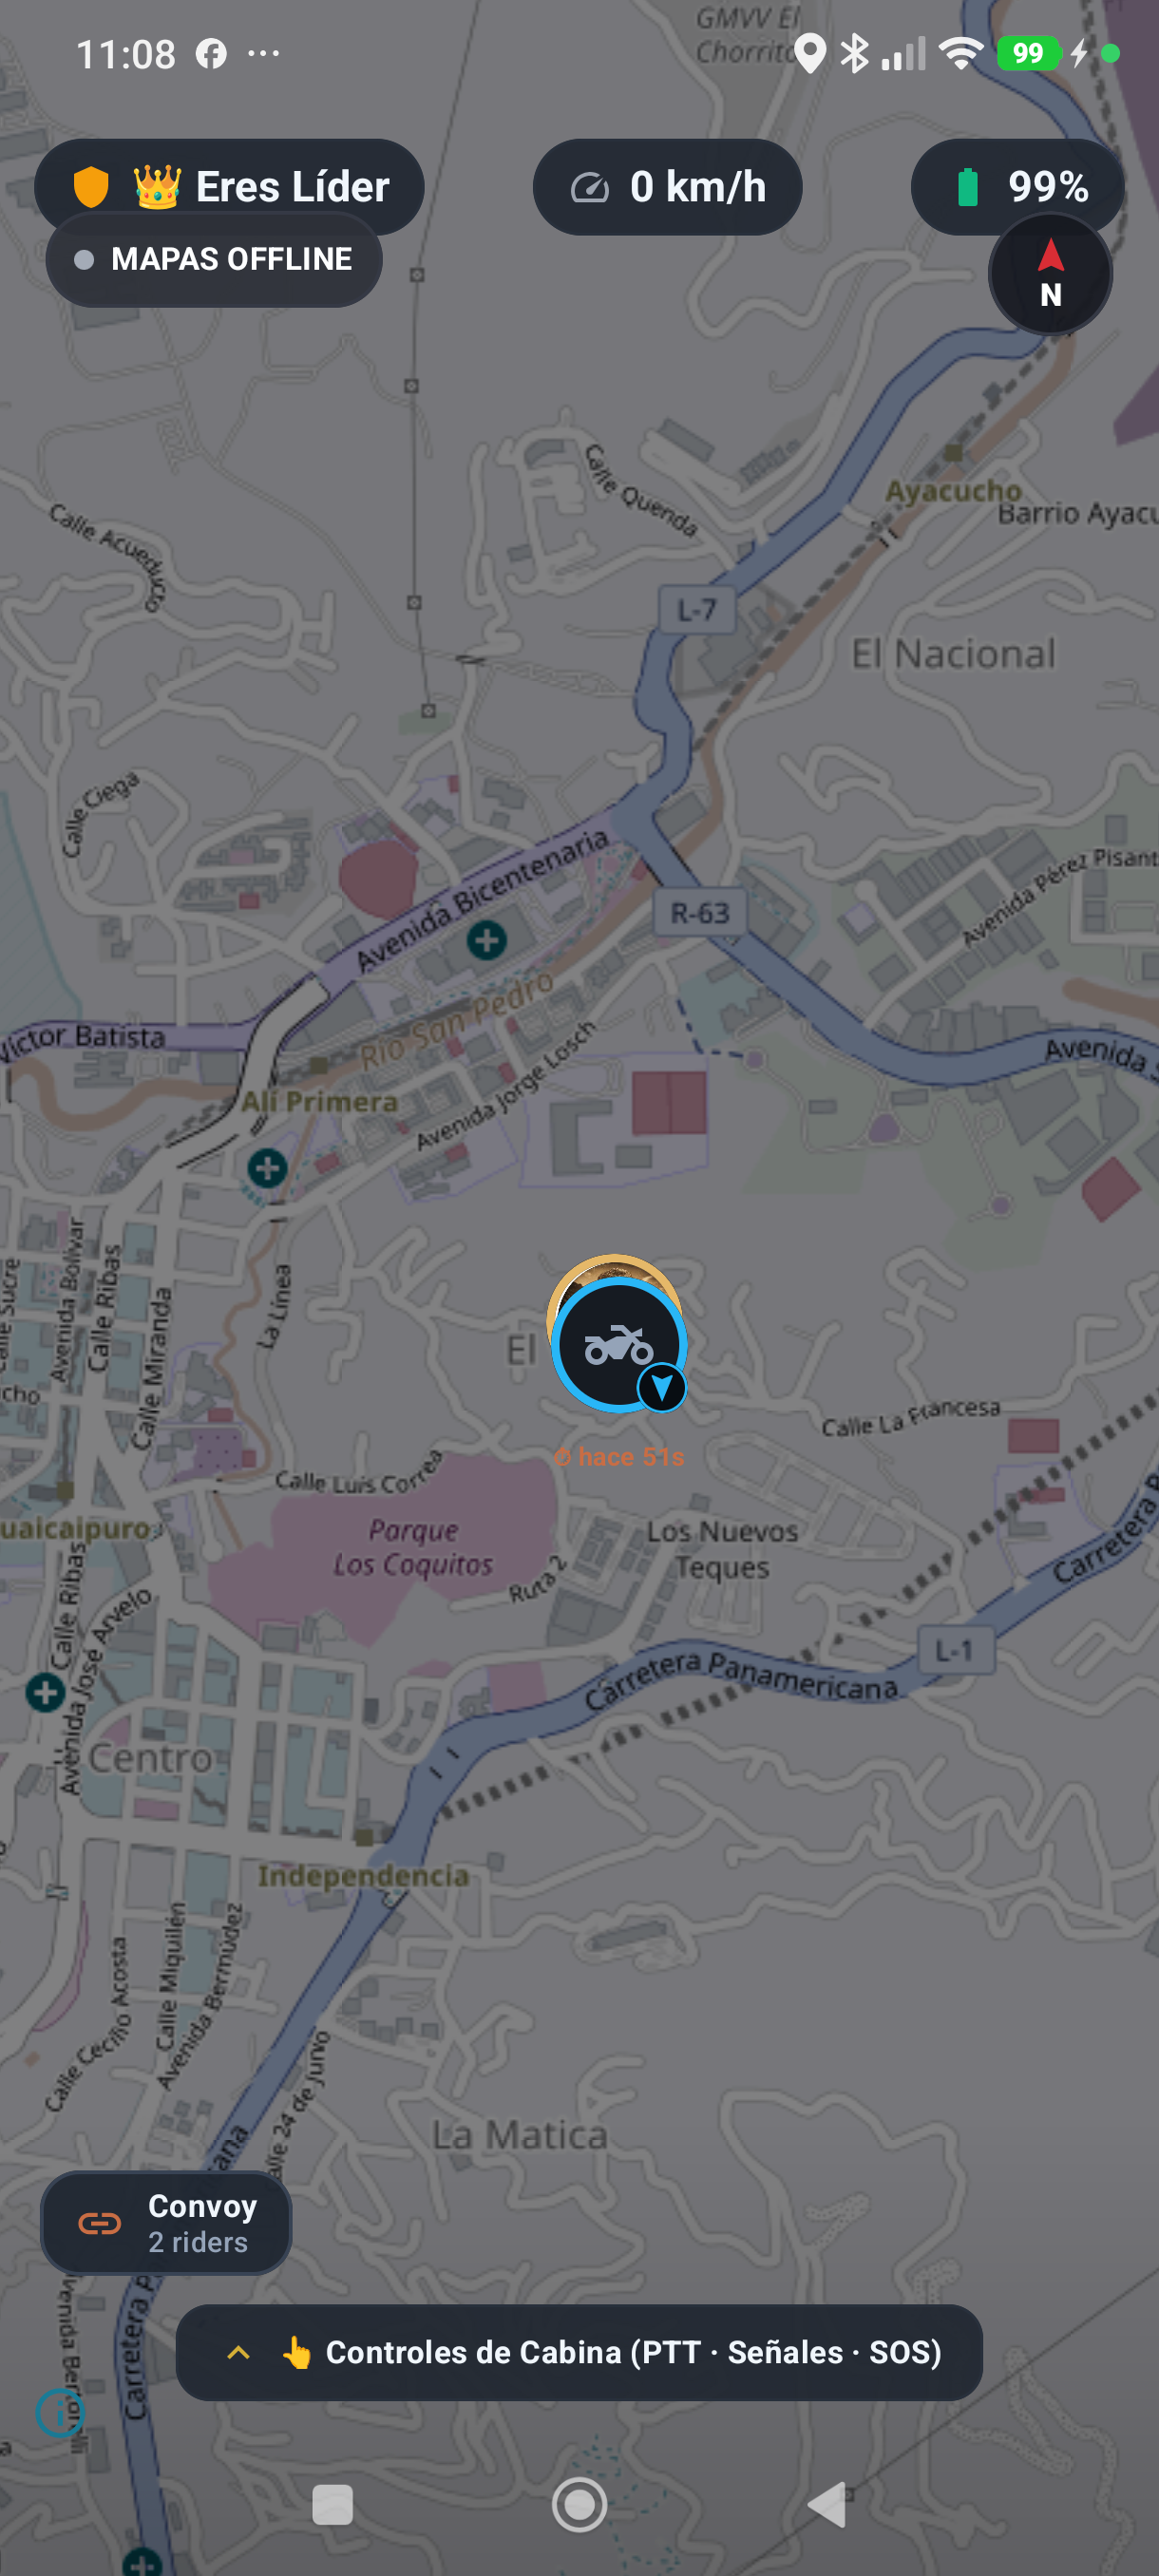 GMVV El
Chorrito
11:08
99
👑 Eres Líder
0 km/h
99%
MAPAS OFFLINE
N
Calle Quenda
Ayacucho
Calle Acueducto
L-7
El Nacional
Calle Ciega
Avenida Bicentenaria
Avenida Pérez
R-63
Río San Pedro
Víctor Batista
Avenida
Avenida Jorge Losch
Alí Primera
Avenida Bolívar
Calle Ribas
Calle Miranda
La Línea
El
Calle La Francesa
hace 51s
Calle Luis Correa
Parque
Los Coquitos
Los Nuevos
Teques
Ruta 2
ualcaipuro
Calle Ribas
Avenida José Arvelo
Carretera
L-1
Carretera Panamericana
Centro
Independencia
Calle Miquilén
Avenida Bermúdez
Calle Cecilio Acosta
alle 24 de Junio
ana
La Matica
Convoy
2 riders
Carretera P
👆 Controles de Cabina (PTT · Señales · SOS)